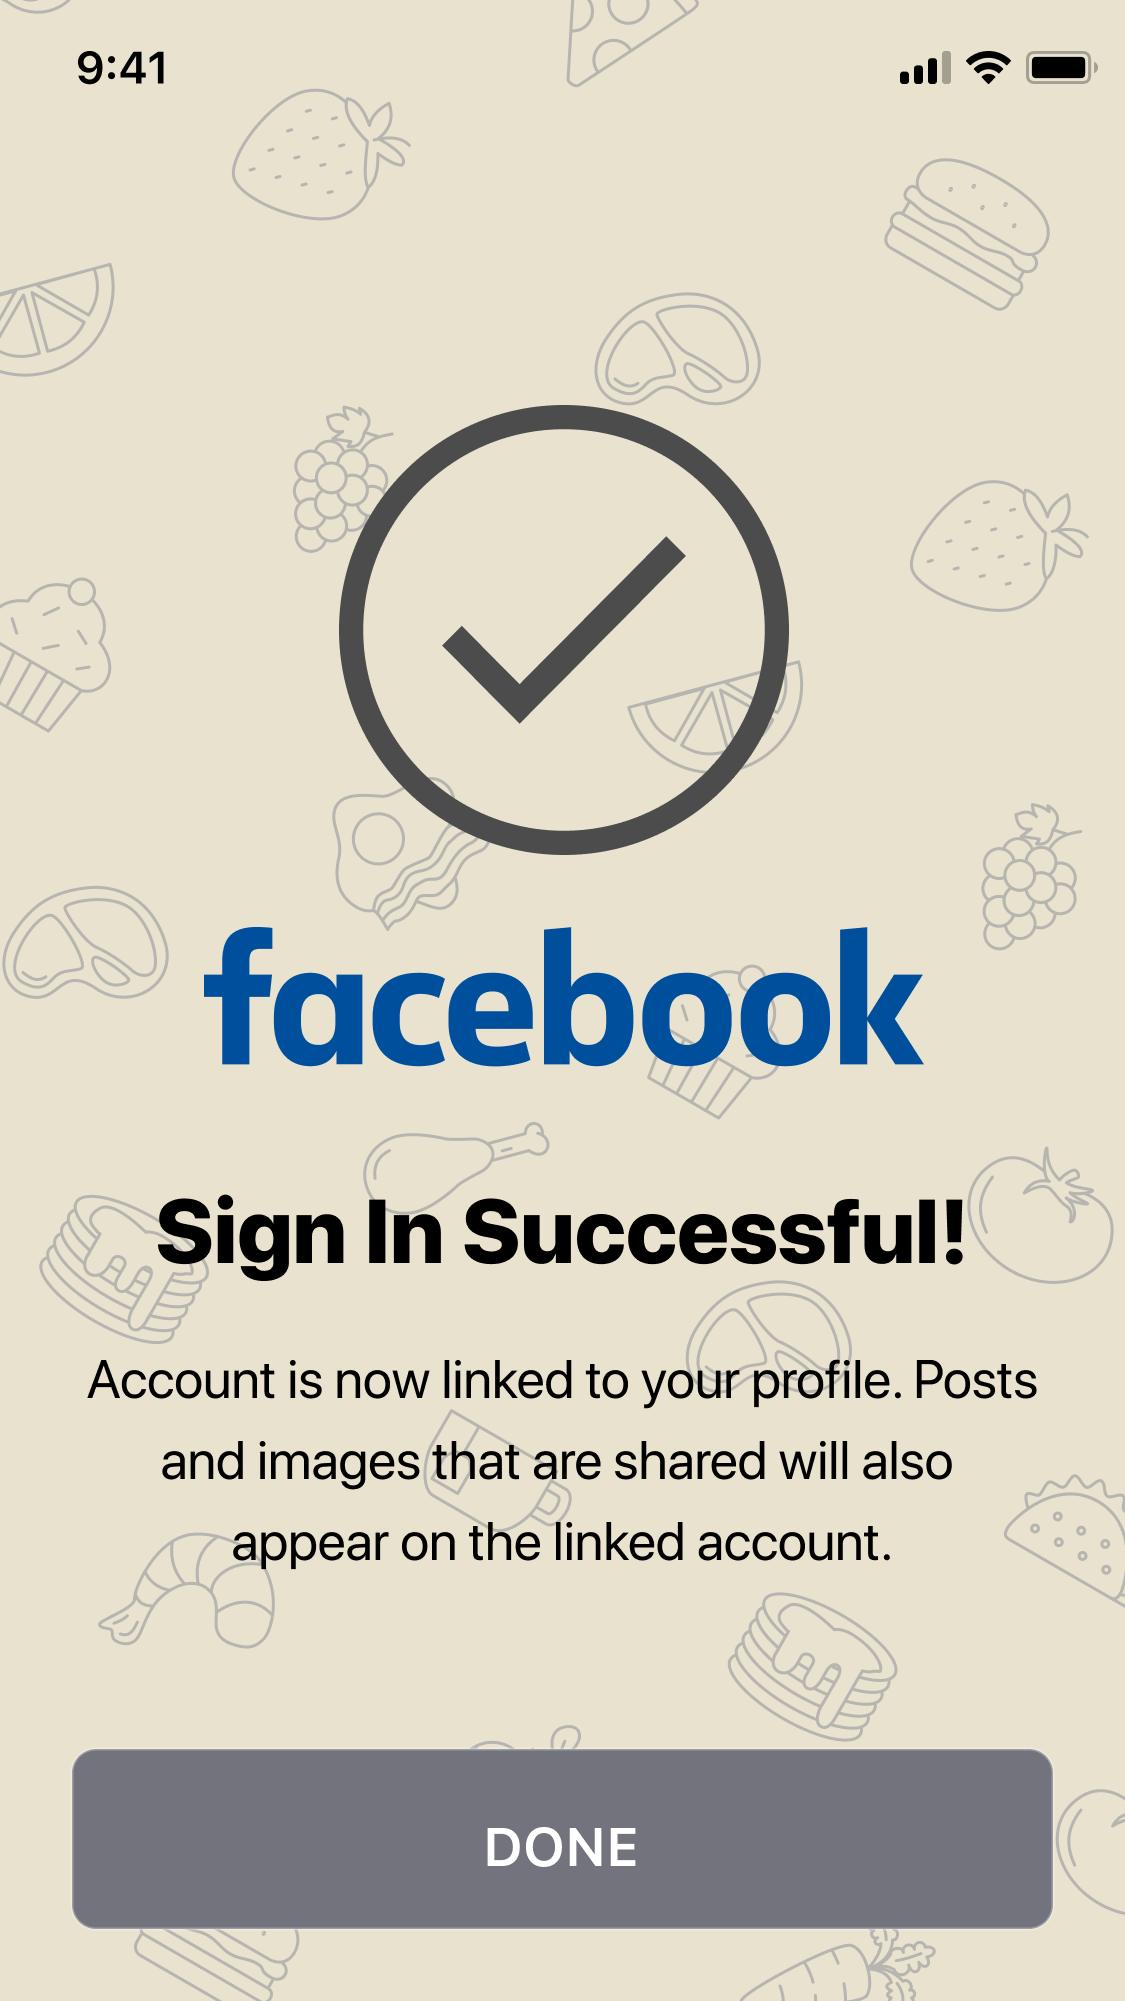 9:41
facebook
Sign In Successful!
Account is now linked to your profile. Posts
and images that are shared will also
appear on the linked account.
DONE